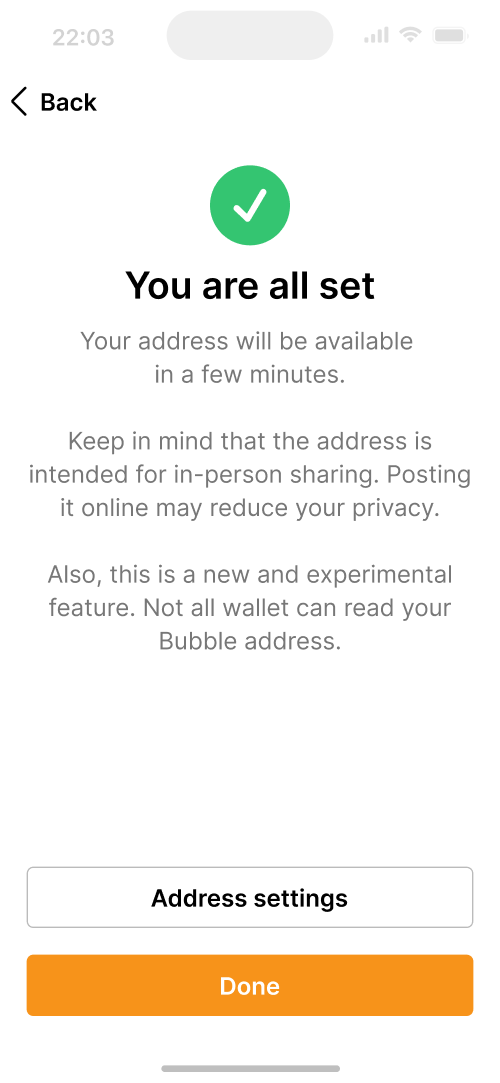 22:03
Back
You are all set
Your address will be available
in a few minutes.
Keep in mind that the address is
intended for in-person sharing. Posting
it online may reduce your privacy.
Also, this is a new and experimental
feature. Not all wallet can read your
Bubble address.
Address settings
Done